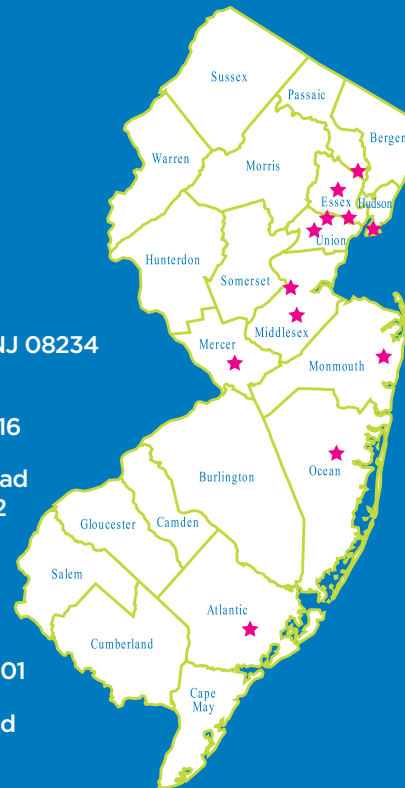 Sussex
Passaic
Bergen
Warren
Morris
Essex
Hudson
Union
Hunterdon
Somerset
Middlesex
Mercer
Monmouth
Ocean
Burlington
Camden
Gloucester
Salem
Atlantic
Cumberland
Cape
May
NJ 08234
16
ad
2
01
d